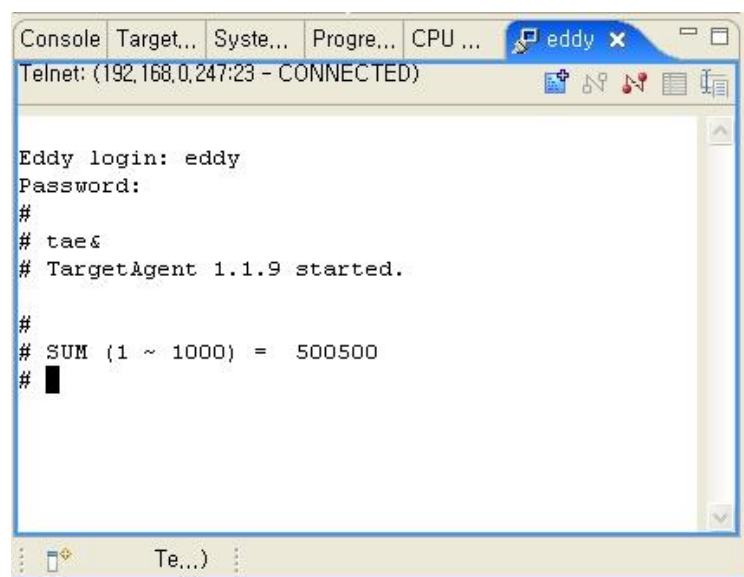 Console Target... Syste... Progre... CPU ... eddy
Telnet: (192,168,0,247:23 - CONNECTED)
Eddy login: eddy
Password:
#
# tae&
# TargetAgent 1.1.9 started.
#
# SUM (1 ~ 1000) = 500500
#
Te...)